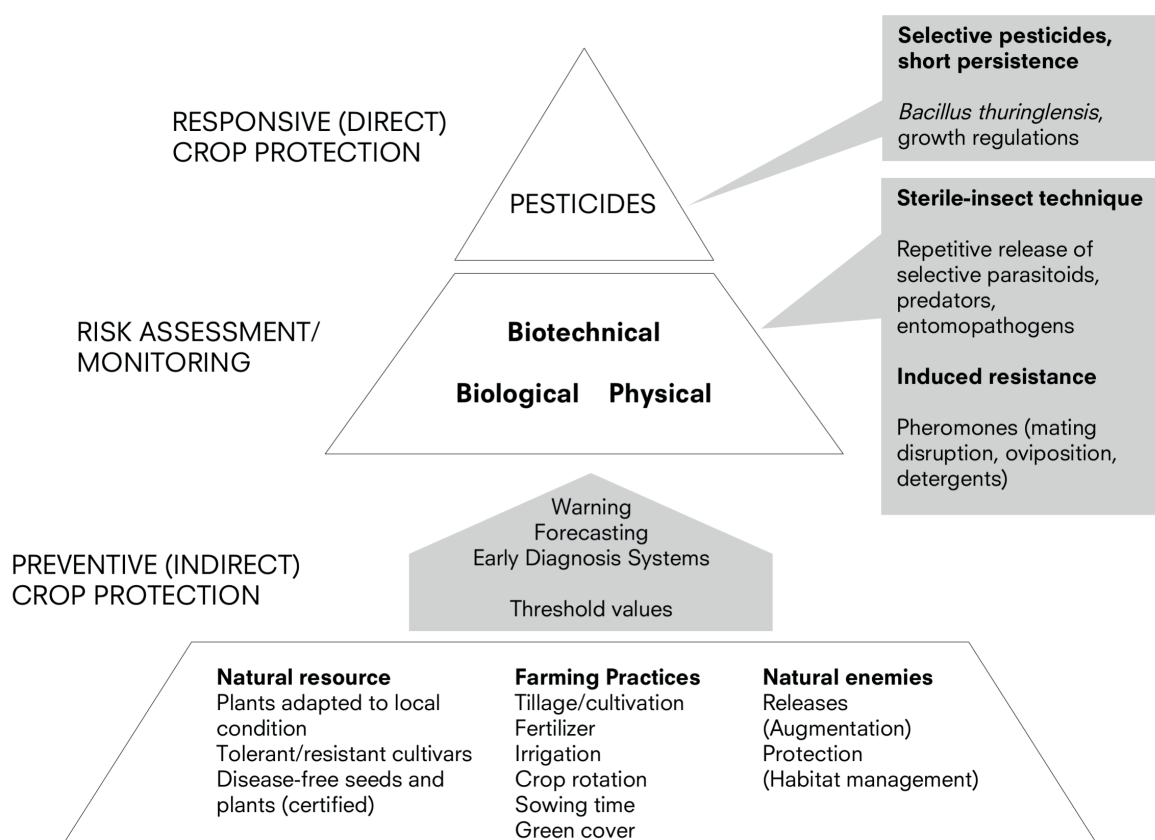 RESPONSIVE (DIRECT)
CROP PROTECTION
PESTICIDES
Selective pesticides,
short persistence
Bacillus thuringlensis,
growth regulations
RISK ASSESSMENT/
MONITORING
Biotechnical
Biological Physical
Sterile-insect technique
Repetitive release of
selective parasitoids,
predators,
entomopathogens
Induced resistance
Pheromones (mating
disruption, oviposition,
detergents)
PREVENTIVE (INDIRECT)
CROP PROTECTION
Warning
Forecasting
Early Diagnosis Systems
Threshold values
Natural resource
Plants adapted to local
condition
Tolerant/resistant cultivars
Disease-free seeds and
plants (certified)
Farming Practices
Tillage/cultivation
Fertilizer
Irrigation
Crop rotation
Sowing time
Green cover
Natural enemies
Releases
(Augmentation)
Protection
(Habitat management)